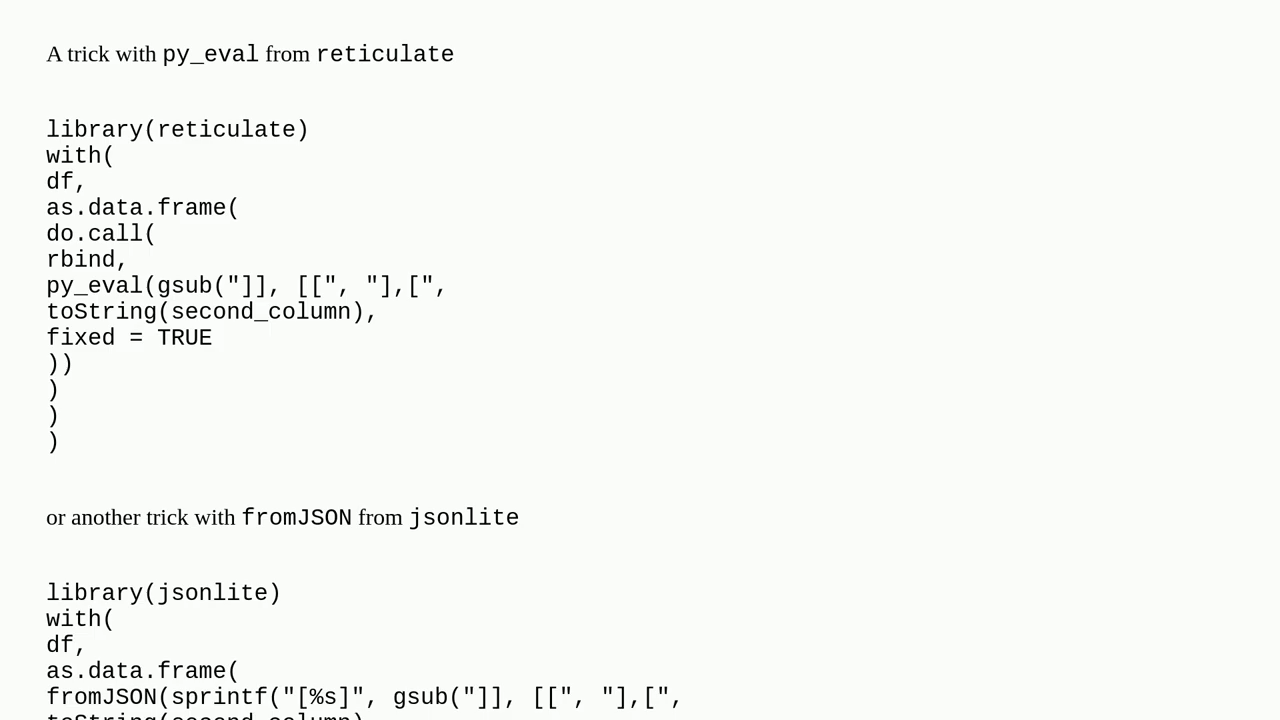 A trick with py_eval from reticulate
library(reticulate)
with(
df,
as.data.frame(
do.call(
rbind,
py_eval(gsub("]], [[", "],[",
toString(second_column),
fixed = TRUE
))
)
)
)
or another trick with fromJSON from jsonlite
library(jsonlite)
with(
df,
as.data.frame(
fromJSON(sprintf("[%s]", gsub("]], [[", "],[",
toString(second_column),